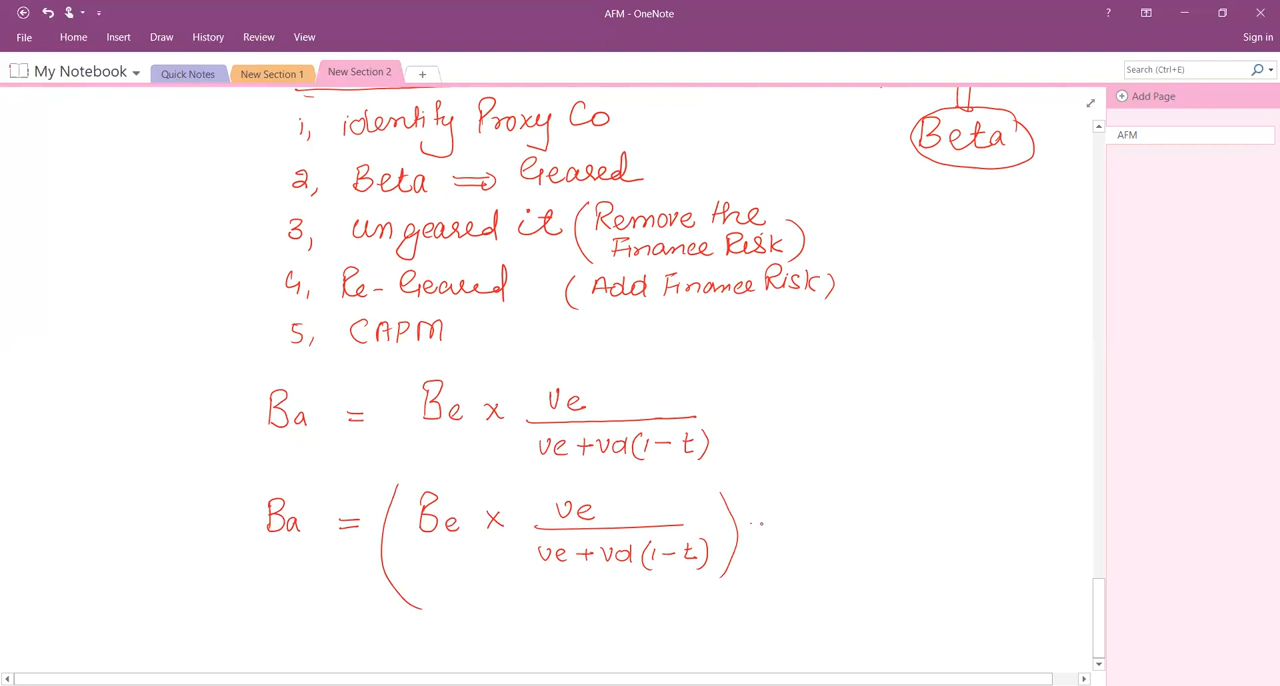 AFM - OneNote
?
File Home Insert Draw History Review View
Sign in
My Notebook
Quick Notes
New Section 1
New Section 2
+
Search (Ctrl+E)
Add Page
AFM
Beta
1, identify Proxy Co
2, Beta ⇒ Geared
3, ungeared it (Remove the Finance Risk)
4, Re-Geared (Add Finance Risk)
5, CAPM
Ba = Be x ve
ve+vd(1-t)
Ba = ( Be x ve
ve+vd(1-t) )